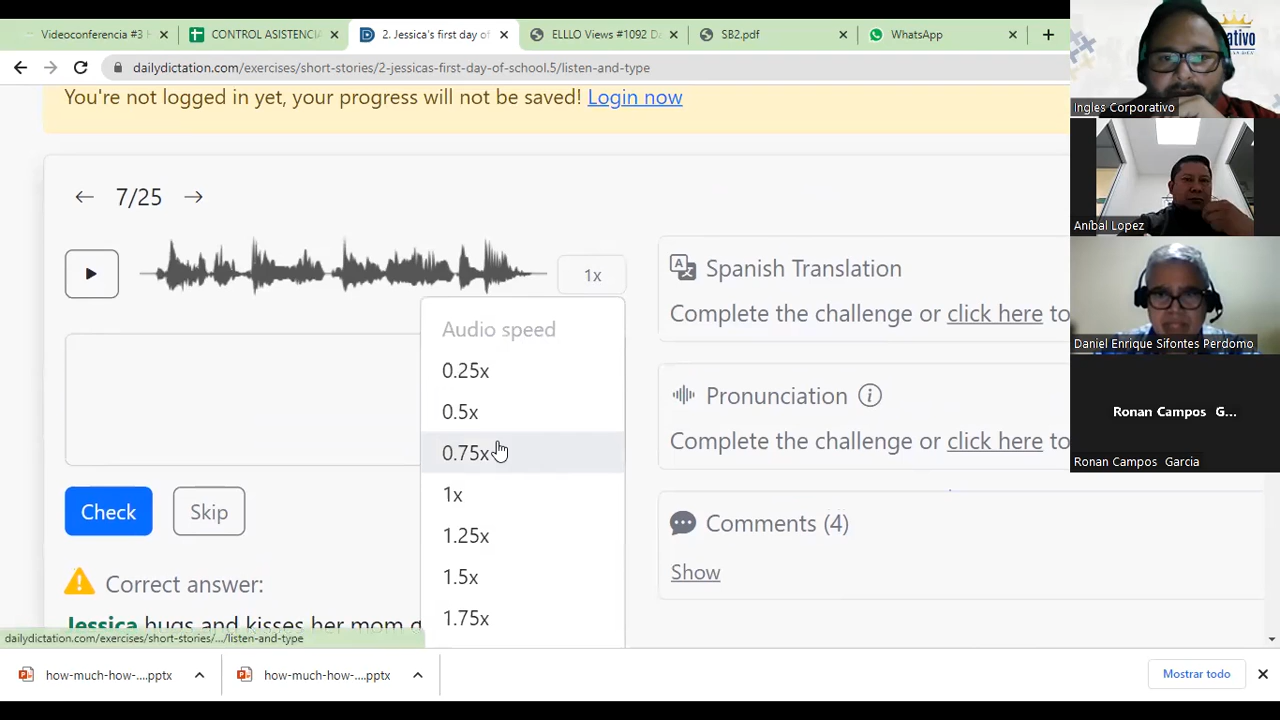 Videoconferencia #3 H
CONTROL ASISTENCIA
2. Jessica's first day of
ELLLO Views #1092 D
SB2.pdf
WhatsApp
dailydictation.com/exercises/short-stories/2-jessicas-first-day-of-school.5/listen-and-type
You're not logged in yet, your progress will not be saved! Login now
7/25
1x
Audio speed
0.25x
0.5x
0.75x
1x
1.25x
1.5x
1.75x
Check
Skip
Correct answer:
Jessica hugs and kisses her mom
dailydictation.com/exercises/short-stories/.../listen-and-type
Spanish Translation
Complete the challenge or click here to
Pronunciation
Complete the challenge or click here to
Comments (4)
Show
Ingles Corporativo
Aníbal Lopez
Daniel Enrique Sifontes Perdomo
Ronan Campos G...
Ronan Campos Garcia
how-much-how-....pptx
how-much-how-....pptx
Mostrar todo